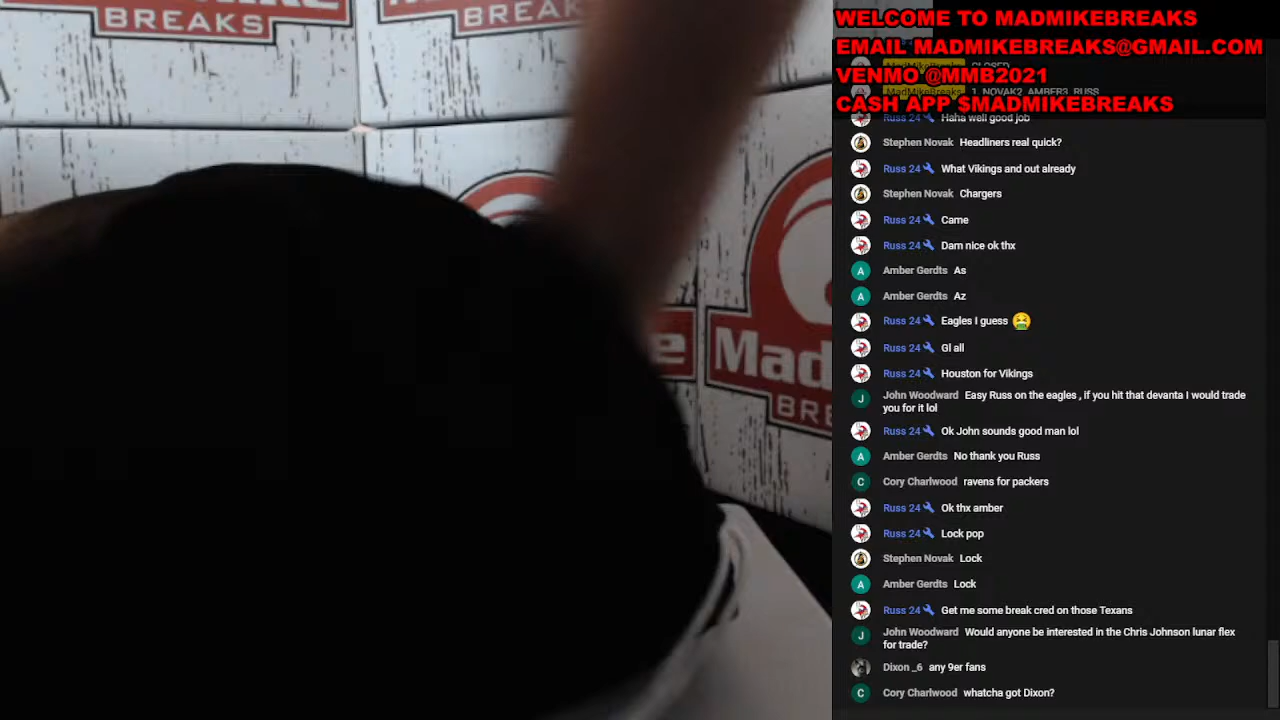 BREAKS
BREAKS
WELCOME TO MADMIKEBREAKS
EMAIL MADMIKEBREAKS@GMAIL.COM
MadMikeBreaks CLOSED
VENMO @MMB2021
MadMikeBreaks 1. NOVAK2. AMBER3. RUSS
CASH APP $MADMIKEBREAKS
Russ 24 Haha well good job
Stephen Novak Headliners real quick?
Russ 24 What Vikings and out already
Stephen Novak Chargers
Russ 24 Came
Russ 24 Dam nice ok thx
Amber Gerdts As
Amber Gerdts Az
Russ 24 Eagles I guess 🤮
Russ 24 Gl all
Russ 24 Houston for Vikings
John Woodward Easy Russ on the eagles , if you hit that devanta I would trade
you for it lol
Russ 24 Ok John sounds good man lol
Amber Gerdts No thank you Russ
Cory Charlwood ravens for packers
Russ 24 Ok thx amber
Russ 24 Lock pop
Stephen Novak Lock
Amber Gerdts Lock
Russ 24 Get me some break cred on those Texans
John Woodward Would anyone be interested in the Chris Johnson lunar flex
for trade?
Dixon _6 any 9er fans
Cory Charlwood whatcha got Dixon?